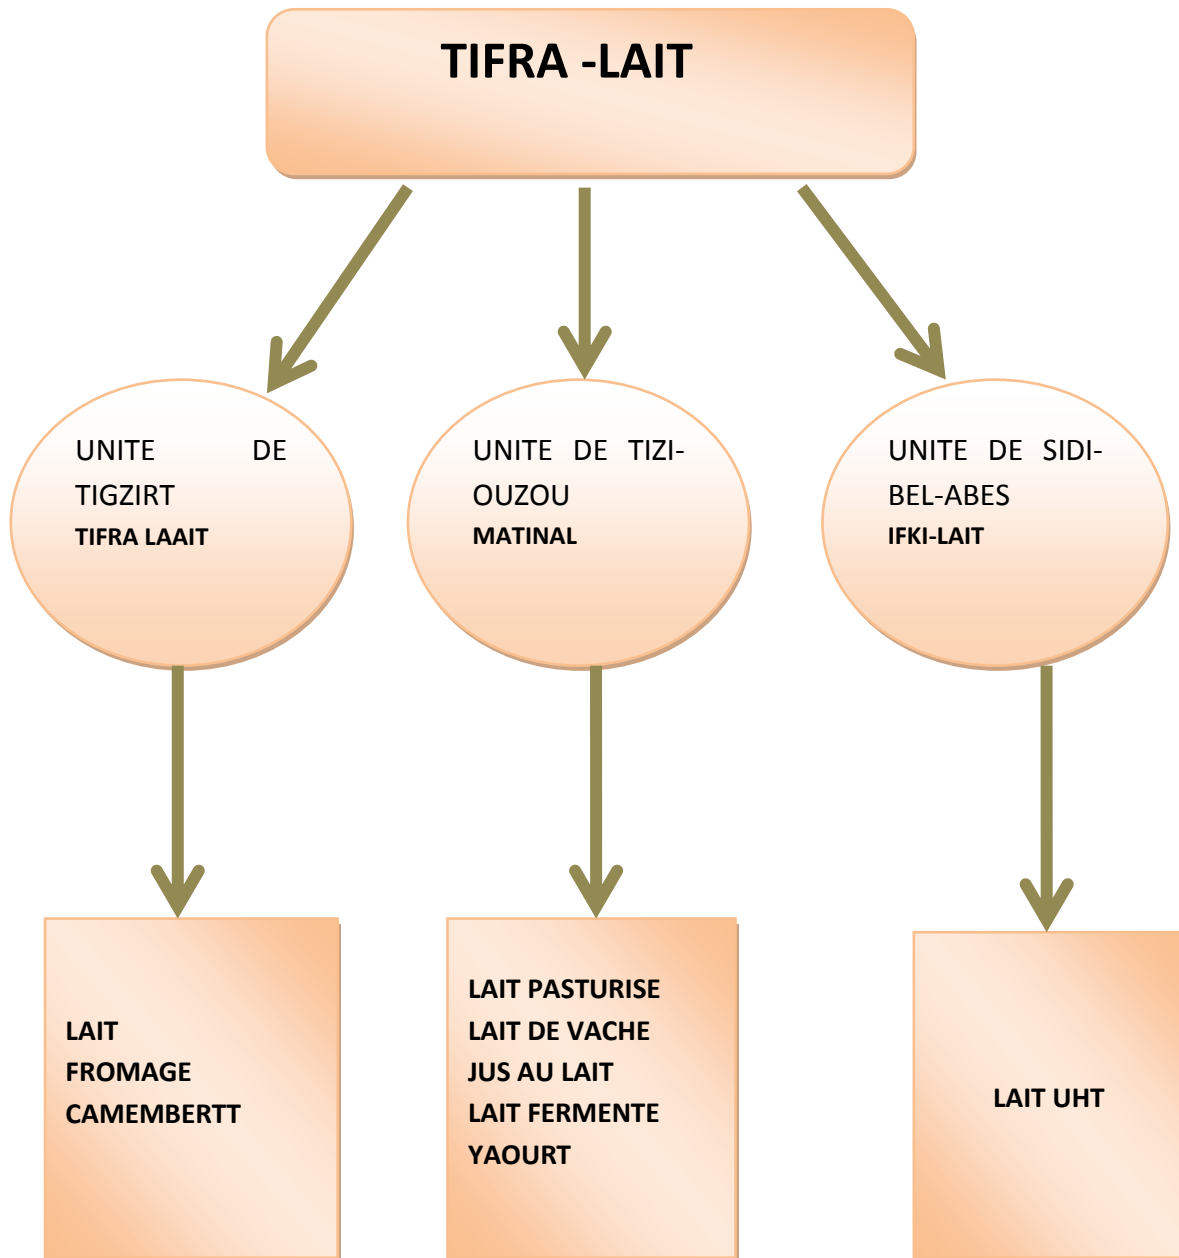 TIFRA -LAIT
UNITE DE
TIGZIRT
TIFRA LAAIT
UNITE DE TIZI-
OUZOU
MATINAL
UNITE DE SIDI-
BEL-ABES
IFKI-LAIT
LAIT
FROMAGE
CAMEMBERTT
LAIT PASTURISE
LAIT DE VACHE
JUS AU LAIT
LAIT FERMENTE
YAOURT
LAIT UHT